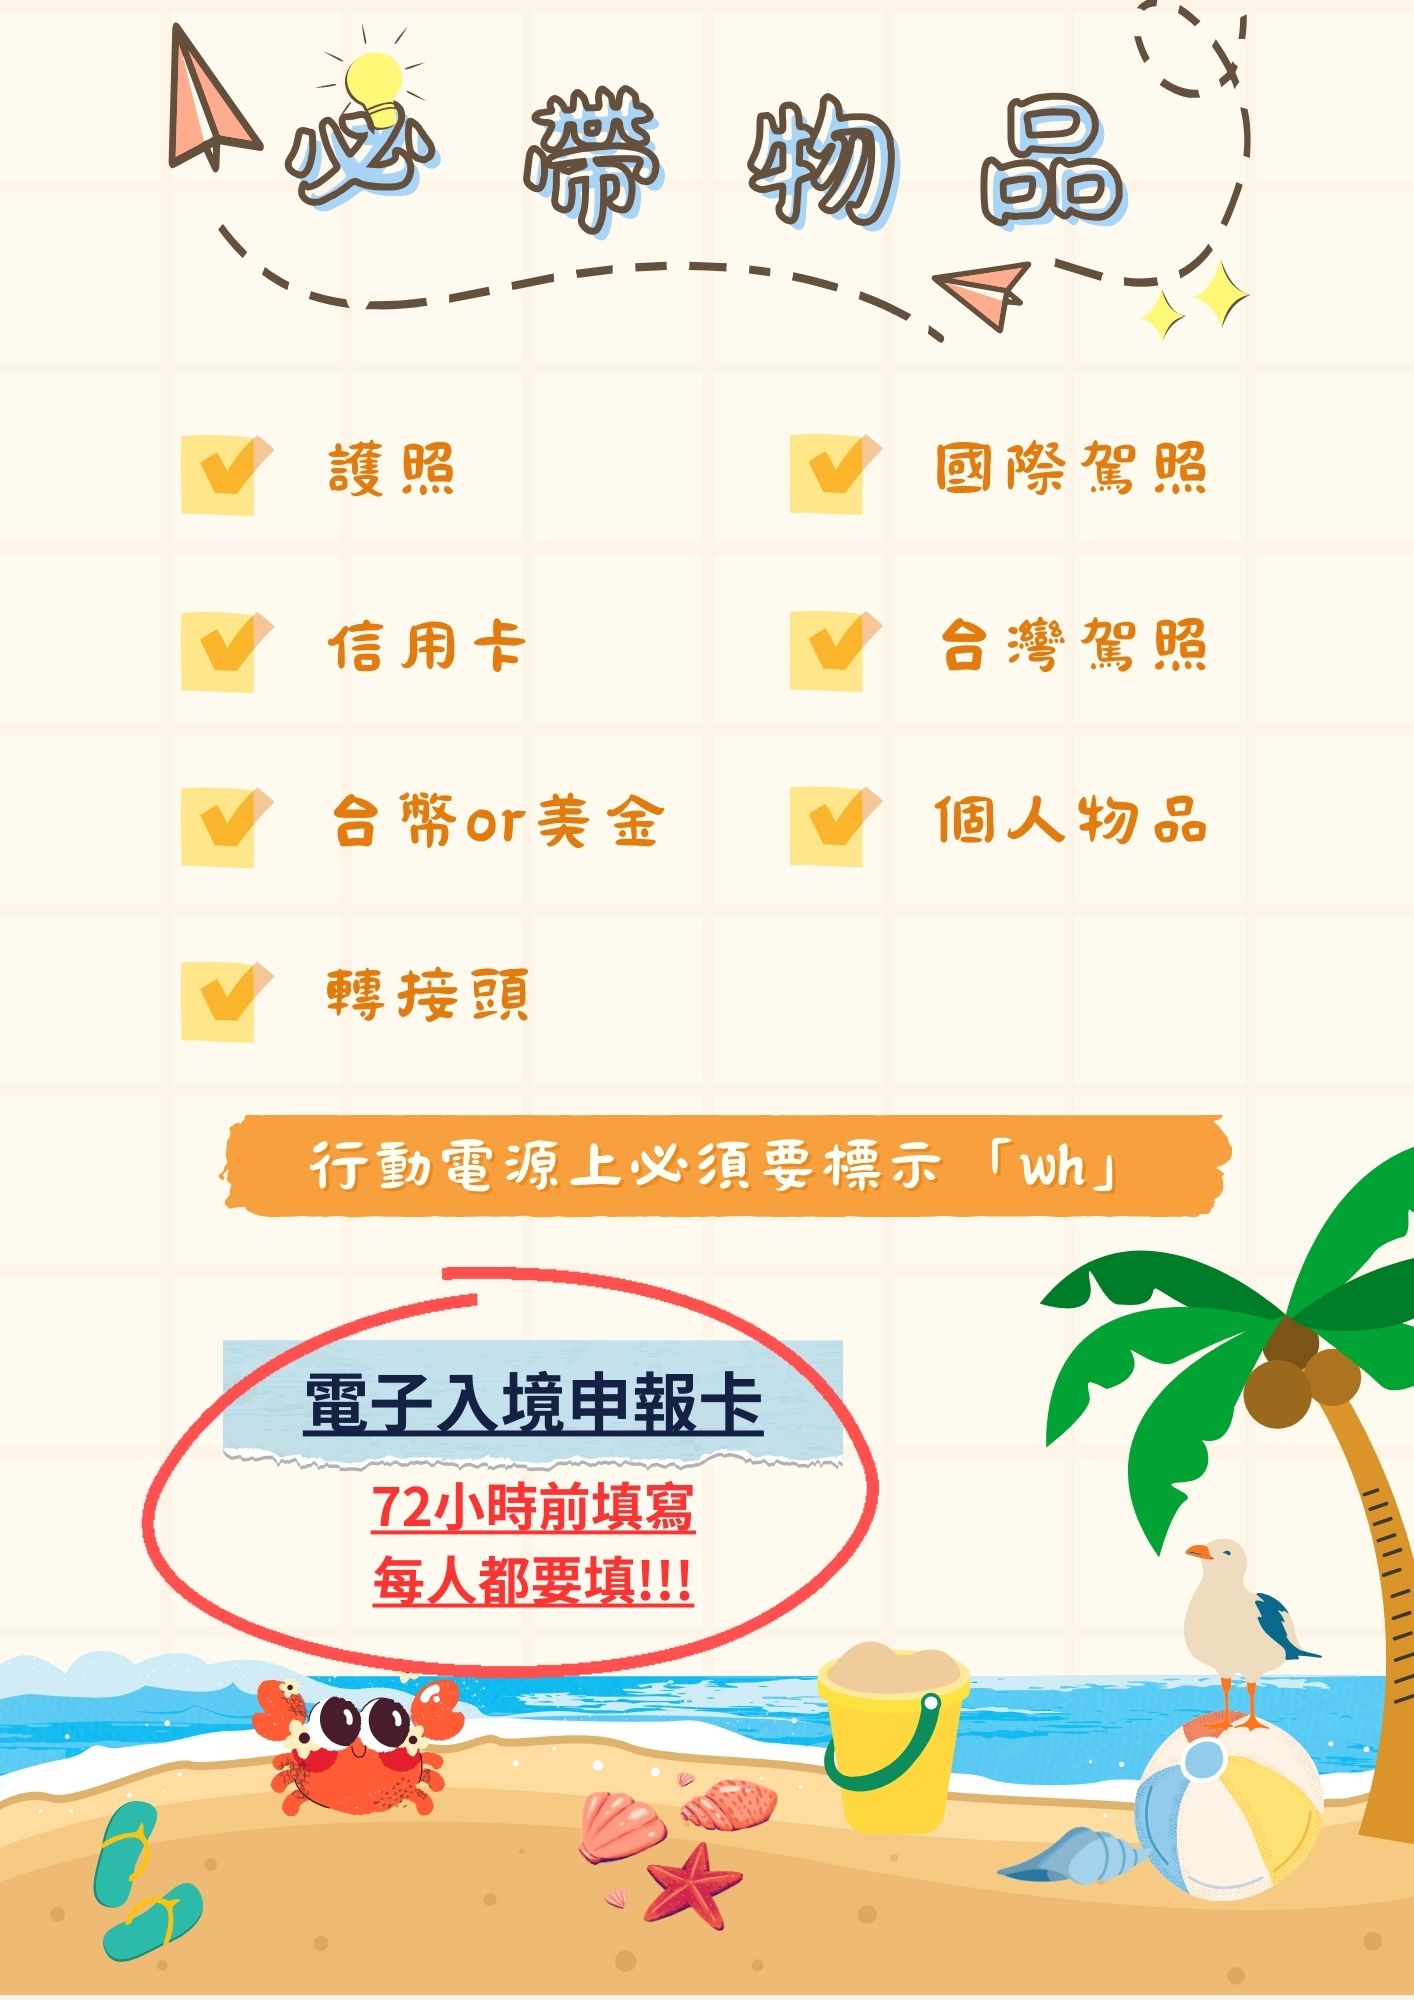 必帶物品
護照
國際駕照
信用卡
台灣駕照
台幣or美金
個人物品
轉接頭
行動電源上必須要標示「wh」
電子入境申報卡
72小時前填寫
每人都要填!!!